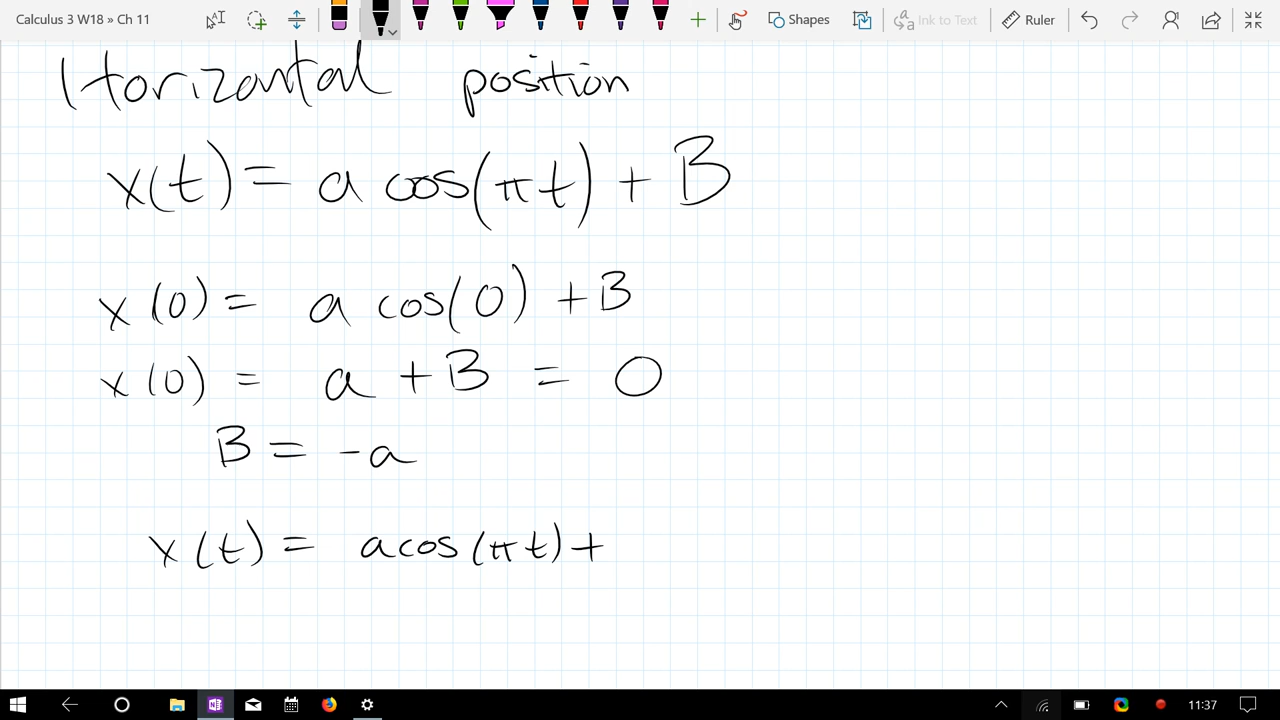 Calculus 3 W18 » Ch 11 Shapes Ink to Text Ruler
Horizontal position
x(t) = a cos(πt) + B
x(0) = a cos(0) + B
x(0) = a + B = 0
B = -a
x(t) = a cos(πt) +
11:37